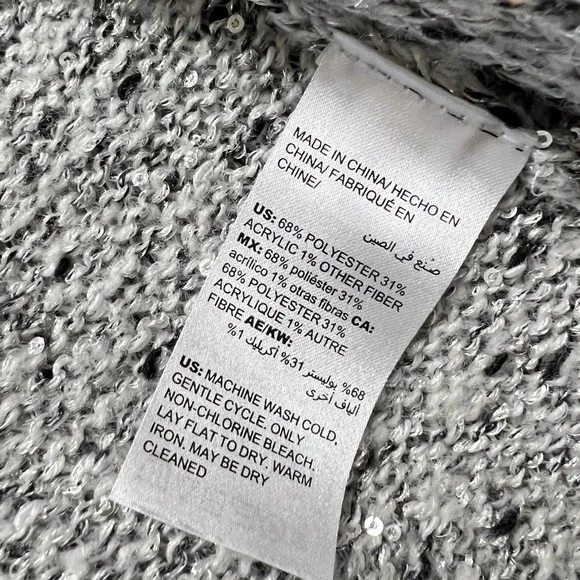 MADE IN CHINA/ HECHO EN
CHINA/ FABRIQUÉ EN
CHINE/
صنع في الصين
US: 68% POLYESTER 31%
ACRYLIC 1% OTHER FIBER
MX: 68% poliéster 31%
acrílico 1% otras fibras CA:
68% POLYESTER 31%
ACRYLIQUE 1% AUTRE
FIBRE AE/KW:
68% بوليستر 31% أكريليك 1%
ألياف أخرى
US: MACHINE WASH COLD,
GENTLE CYCLE. ONLY
NON-CHLORINE BLEACH.
LAY FLAT TO DRY. WARM
IRON. MAY BE DRY
CLEANED